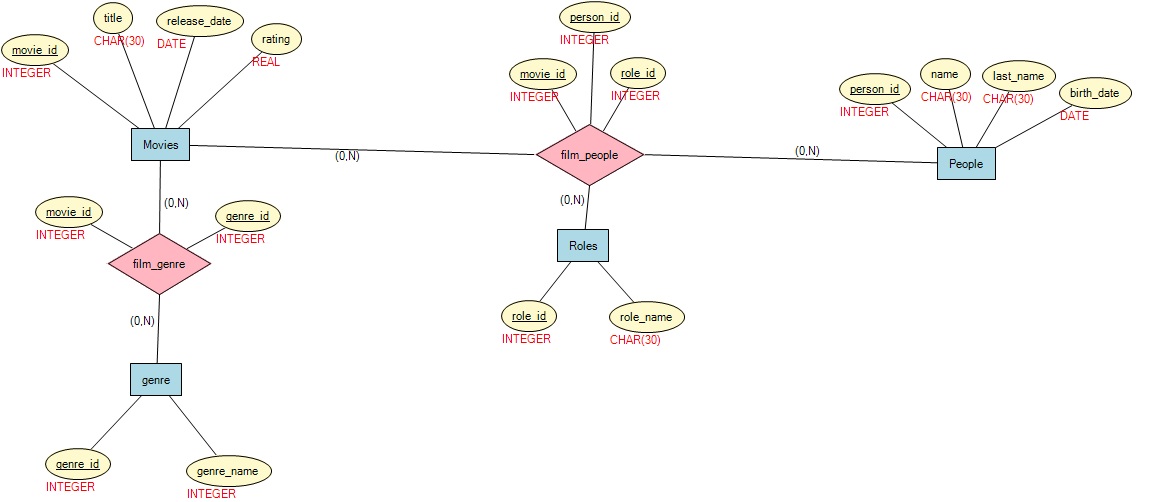 person_id
INTEGER
title
CHAR(30)
release_date
DATE
rating
REAL
movie_id
INTEGER
movie_id
INTEGER
role_id
INTEGER
person_id
INTEGER
name
CHAR(30)
last_name
CHAR(30)
birth_date
DATE
Movies
(0,N)
film_people
(0,N)
People
(0,N)
(0,N)
movie_id
INTEGER
genre_id
INTEGER
Roles
film_genre
(0,N)
role_id
INTEGER
role_name
CHAR(30)
genre
genre_id
INTEGER
genre_name
INTEGER